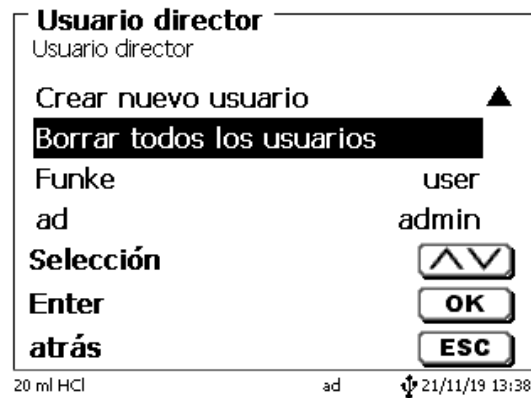 Usuario director
Usuario director
Crear nuevo usuario
Borrar todos los usuarios
Funke user
ad admin
Selección
Enter OK
atrás ESC
20 ml HCl ad 21/11/19 13:38